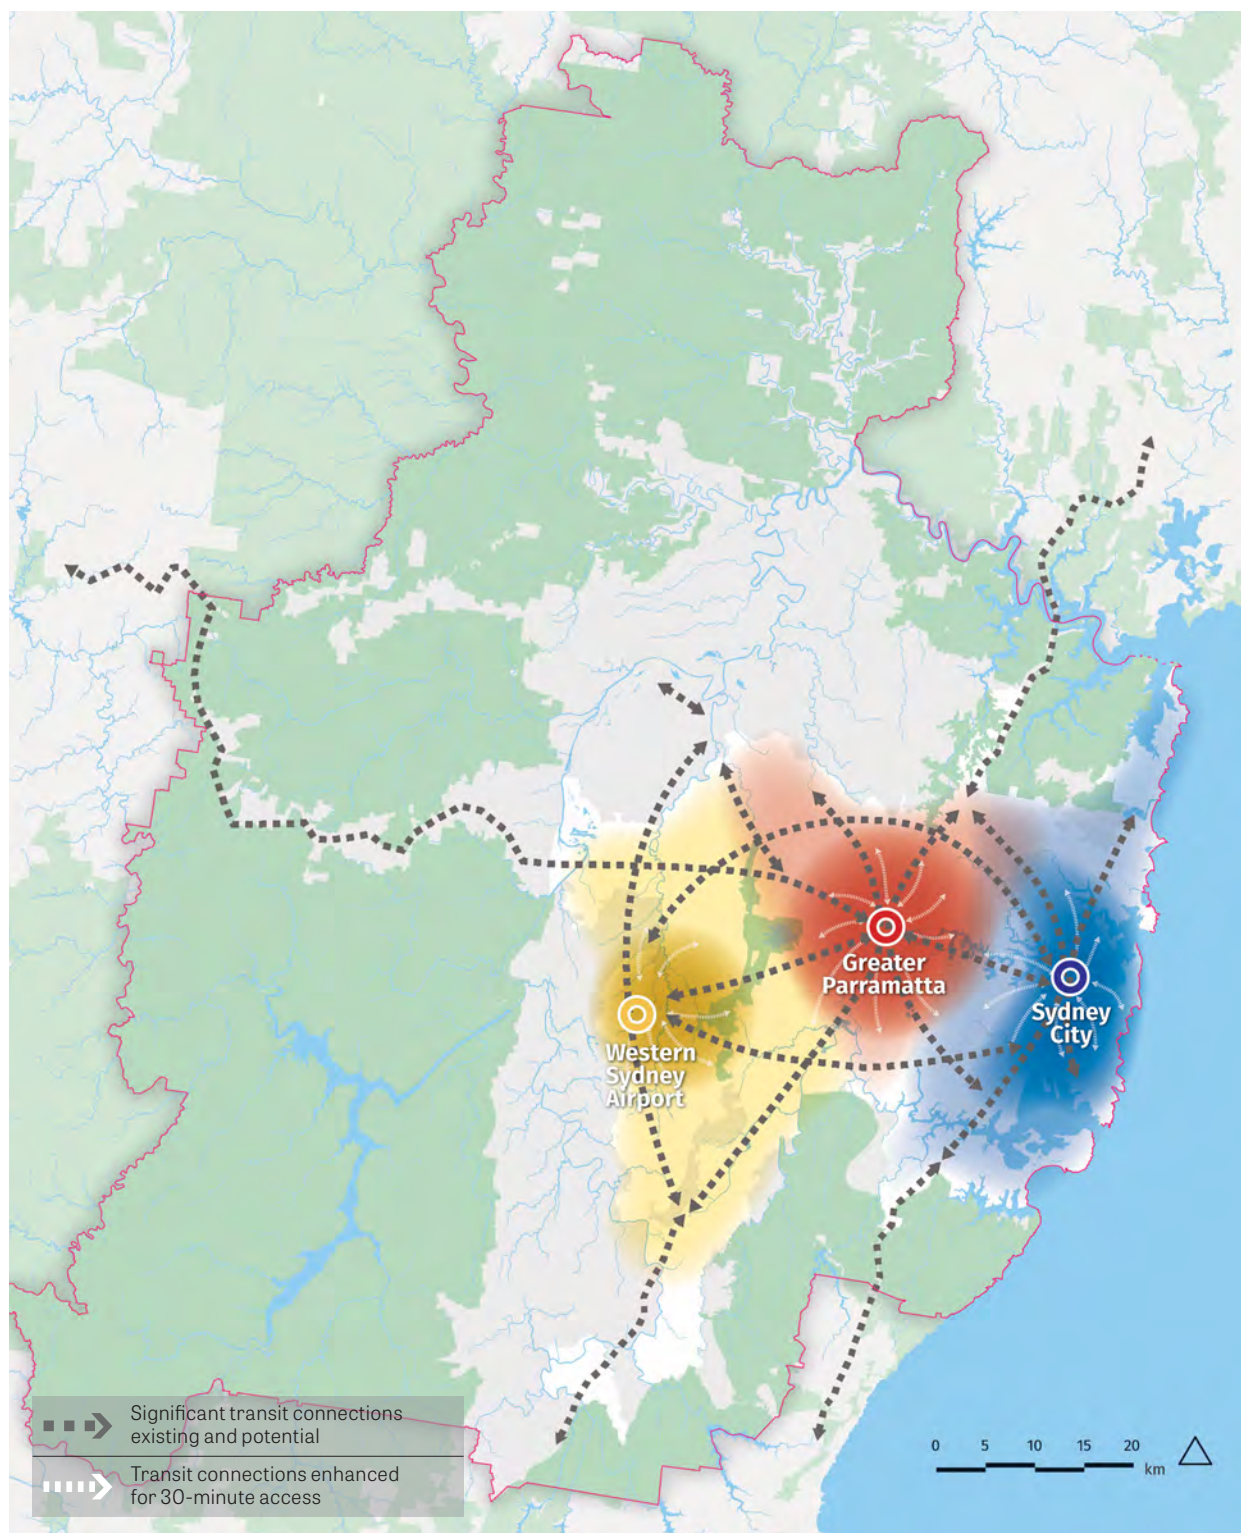 Greater
Parramatta
Sydney
City
Western
Sydney
Airport
Significant transit connections
existing and potential
Transit connections enhanced
for 30-minute access
0 5 10 15 20
km